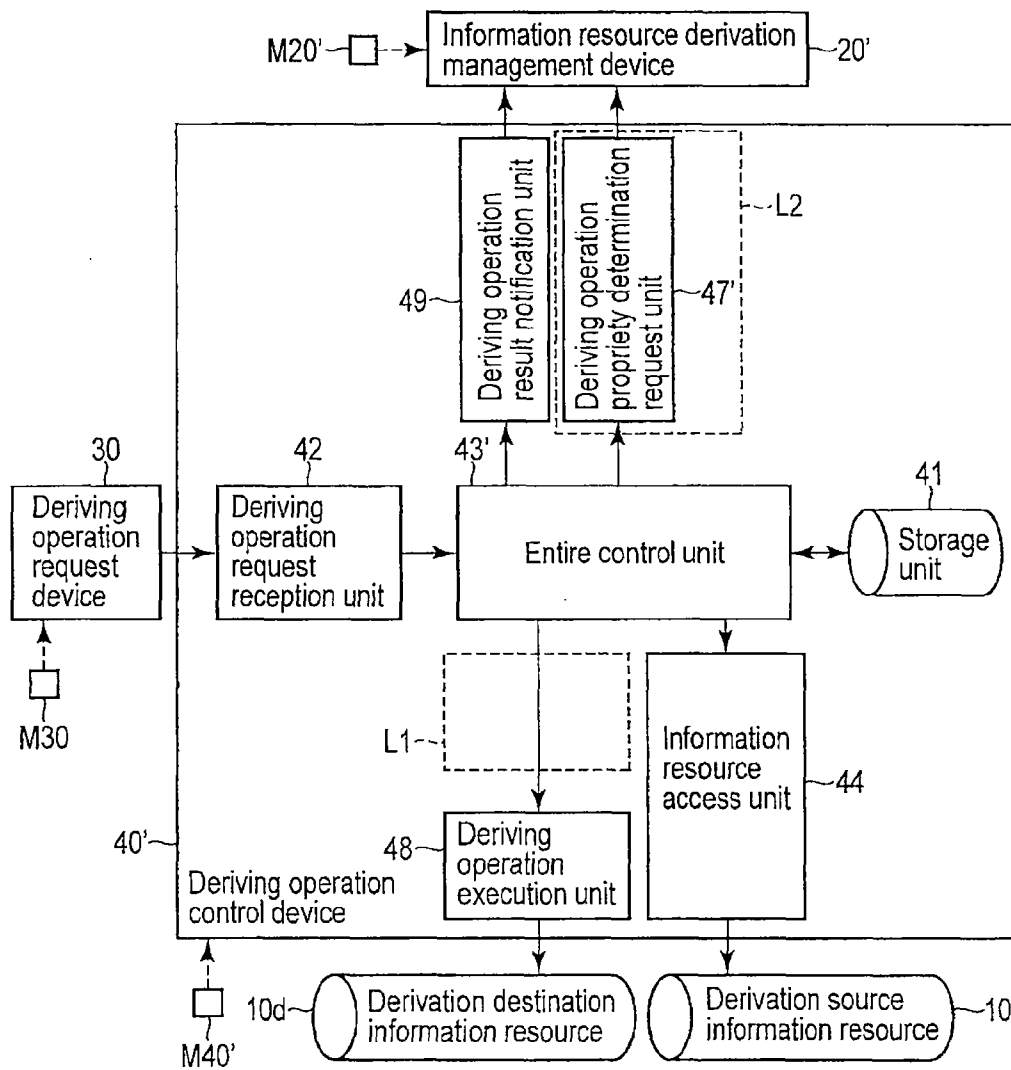 M20'
Information resource derivation
management device
20'
Deriving operation
result notification unit
49
Deriving operation
propriety determination
request unit
47'
L2
30
Deriving
operation
request
device
M30
42
Deriving
operation
request
reception unit
43'
Entire control unit
41
Storage
unit
L1
Information
resource
access unit
44
48
Deriving
operation
execution unit
40'
Deriving operation
control device
M40'
10d
Derivation destination
information resource
Derivation source
information resource
10